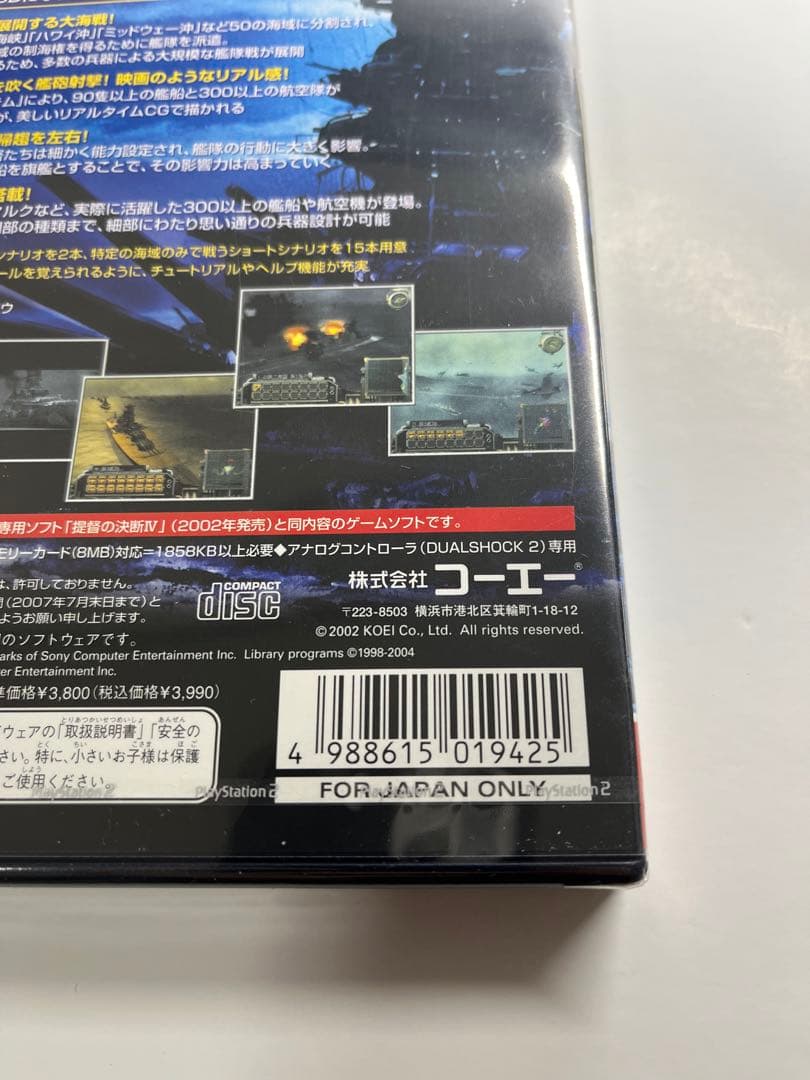 展開する大海戦!
海峡」「ハワイ沖」「ミッドウェー沖」など50の海域に分割され、
域の制海権を得るために艦隊を派遣。
るため、多数の兵器による大規模な艦隊戦が展開
を吹く艦砲射撃! 映画のようなリアル感!
テム」により、90隻以上の艦船と300以上の航空隊が
が、美しいリアルタイムCGで描かれる
帰趨を左右!
督たちは細かく能力設定され、艦隊の行動に大きく影響。
船を旗艦とすることで、その影響力は高まっていく
搭載!
アルクなど、実際に活躍した300以上の艦船や航空機が登場。
細部の種類まで、細部にわたり思い通りの兵器設計が可能
ナリオを2本、特定の海域のみで戦うショートシナリオを15本用意
ールを覚えられるように、チュートリアルやヘルプ機能が充実
ウ
専用ソフト「提督の決断Ⅳ」(2002年発売)と同内容のゲームソフトです。
モリーカード(8MB)対応=1858KB以上必要◆アナログコントローラ(DUALSHOCK 2)専用
は、許可しておりません。
間(2007年7月末日まで)と
ようお願い申し上げます。
COMPACT
disc
株式会社 コーエー®
〒223-8503 横浜市港北区箕輪町1-18-12
©2002 KOEI Co., Ltd. All rights reserved.
のソフトウェアです。
arks of Sony Computer Entertainment Inc. Library programs ©1998-2004
ter Entertainment Inc.
準価格¥3,800(税込価格¥3,990)
ウェアの「取扱説明書」「安全の
さい。特に、小さいお子様は保護
ご使用ください。
4 988615 019425
FOR JAPAN ONLY
PlayStation 2
PlayStation 2
PlayStation 2
PlayStation 2